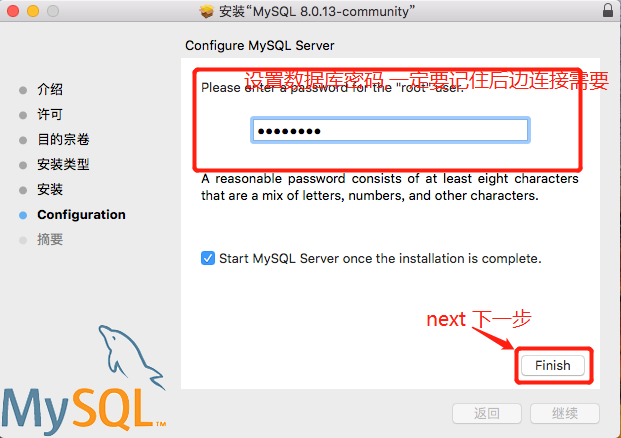 安装“MySQL 8.0.13-community”
Configure MySQL Server
设置数据库密码 一定要记住后边连接需要
Please enter a password for the "root" user.
介绍
许可
目的宗卷
安装类型
安装
Configuration
摘要
A reasonable password consists of at least eight characters
that are a mix of letters, numbers, and other characters.
Start MySQL Server once the installation is complete.
next 下一步
Finish
MySQL™
返回
继续